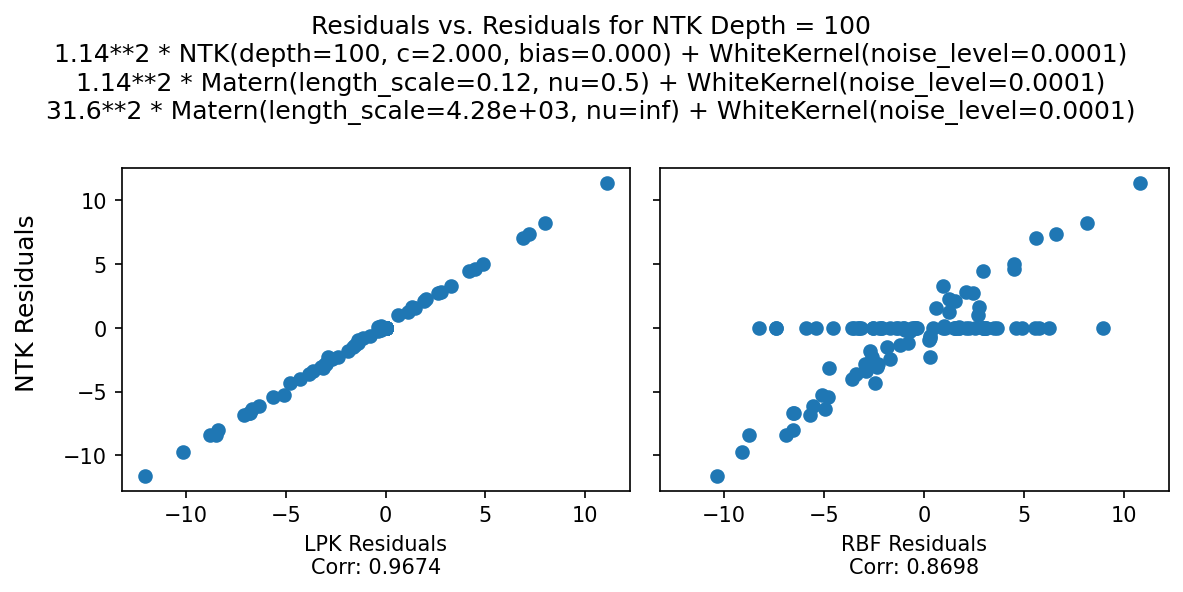 Residuals vs. Residuals for NTK Depth = 100
1.14**2 * NTK(depth=100, c=2.000, bias=0.000) + WhiteKernel(noise_level=0.0001)
1.14**2 * Matern(length_scale=0.12, nu=0.5) + WhiteKernel(noise_level=0.0001)
31.6**2 * Matern(length_scale=4.28e+03, nu=inf) + WhiteKernel(noise_level=0.0001)
NTK Residuals
10
5
0
−5
−10
−10 −5 0 5 10
LPK Residuals
Corr: 0.9674
−10 −5 0 5 10
RBF Residuals
Corr: 0.8698